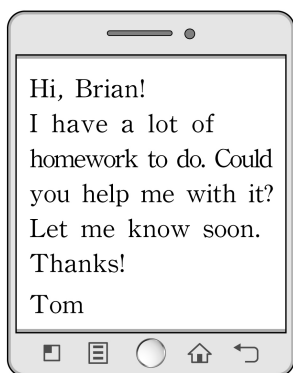 Hi, Brian!
I have a lot of
homework to do. Could
you help me with it?
Let me know soon.
Thanks!
Tom